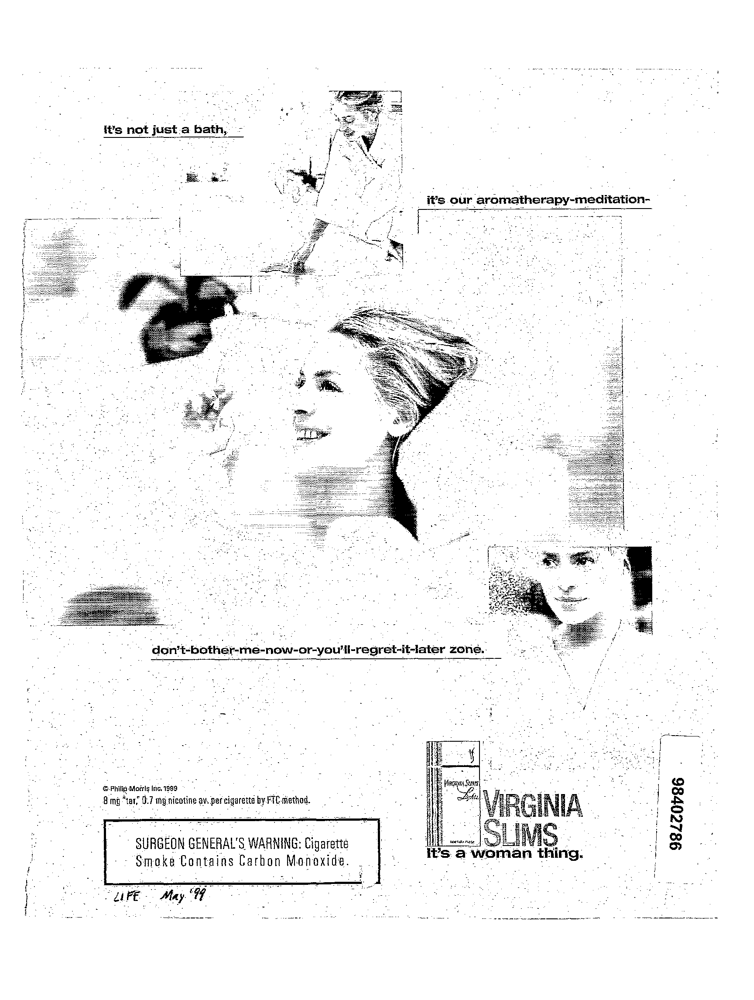 It's not just a bath,
it's our aromatherapy-meditation-
don't-bother-me-now-or-you'll-regret-it-later zone.
© Philip Morris Inc. 1999
8 mg "tar," 0.7 mg nicotine av. per cigarette by FTC method.
SURGEON GENERAL'S WARNING: Cigarette
Smoke Contains Carbon Monoxide.
LIFE May '99
VIRGINIA SLIMS
Lights
VIRGINIA
SLIMS
It's a woman thing.
98402786